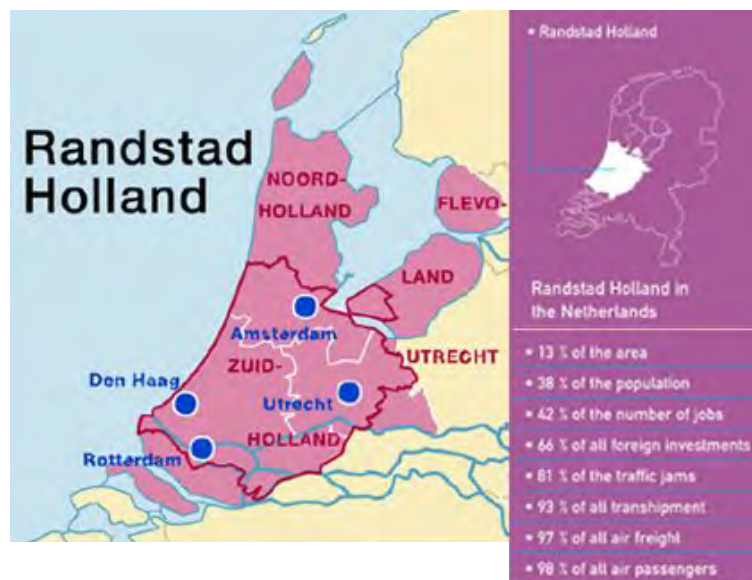 Randstad
Holland
NOORD-
HOLLAND
FLEVO-
LAND
Amsterdam
UTRECHT
ZUID-
Den Haag
Utrecht
HOLLAND
Rotterdam
• Randstad Holland
Randstad Holland in
the Netherlands
• 13 % of the area
• 38 % of the population
• 42 % of the number of jobs
• 66 % of all foreign investments
• 81 % of the traffic jams
• 93 % of all transhipment
• 97 % of all air freight
• 98 % of all air passengers